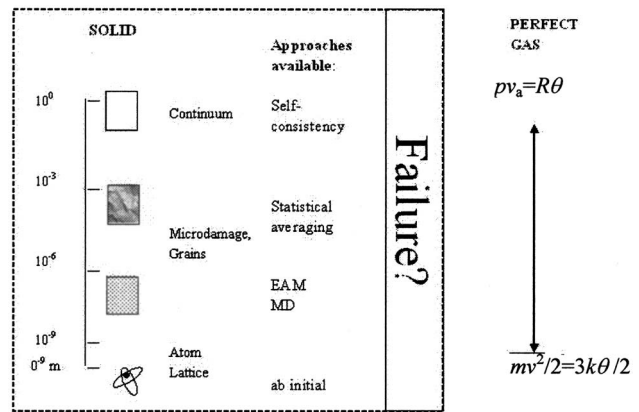 SOLID
Approaches
available:
10⁰
Continuum
Self-
consistency
10⁻³
Statistical
averaging
Microdamage,
Grains
10⁻⁶
EAM
MD
10⁻⁹
0⁻⁹ m
Atom
Lattice
ab initial
Failure?
PERFECT
GAS
pvₐ=Rθ
mv²/2=3kθ/2